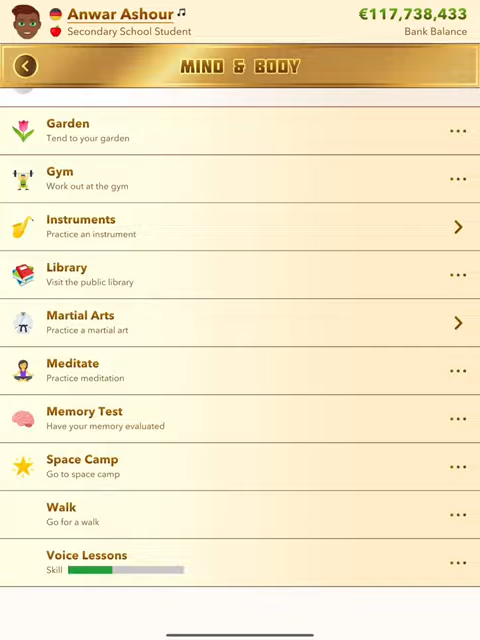 Anwar Ashour
€117,738,433
Secondary School Student
Bank Balance
MIND & BODY
Garden
Tend to your garden
Gym
Work out at the gym
Instruments
Practice an instrument
Library
Visit the public library
Martial Arts
Practice a martial art
Meditate
Practice meditation
Memory Test
Have your memory evaluated
Space Camp
Go to space camp
Walk
Go for a walk
Voice Lessons
Skill